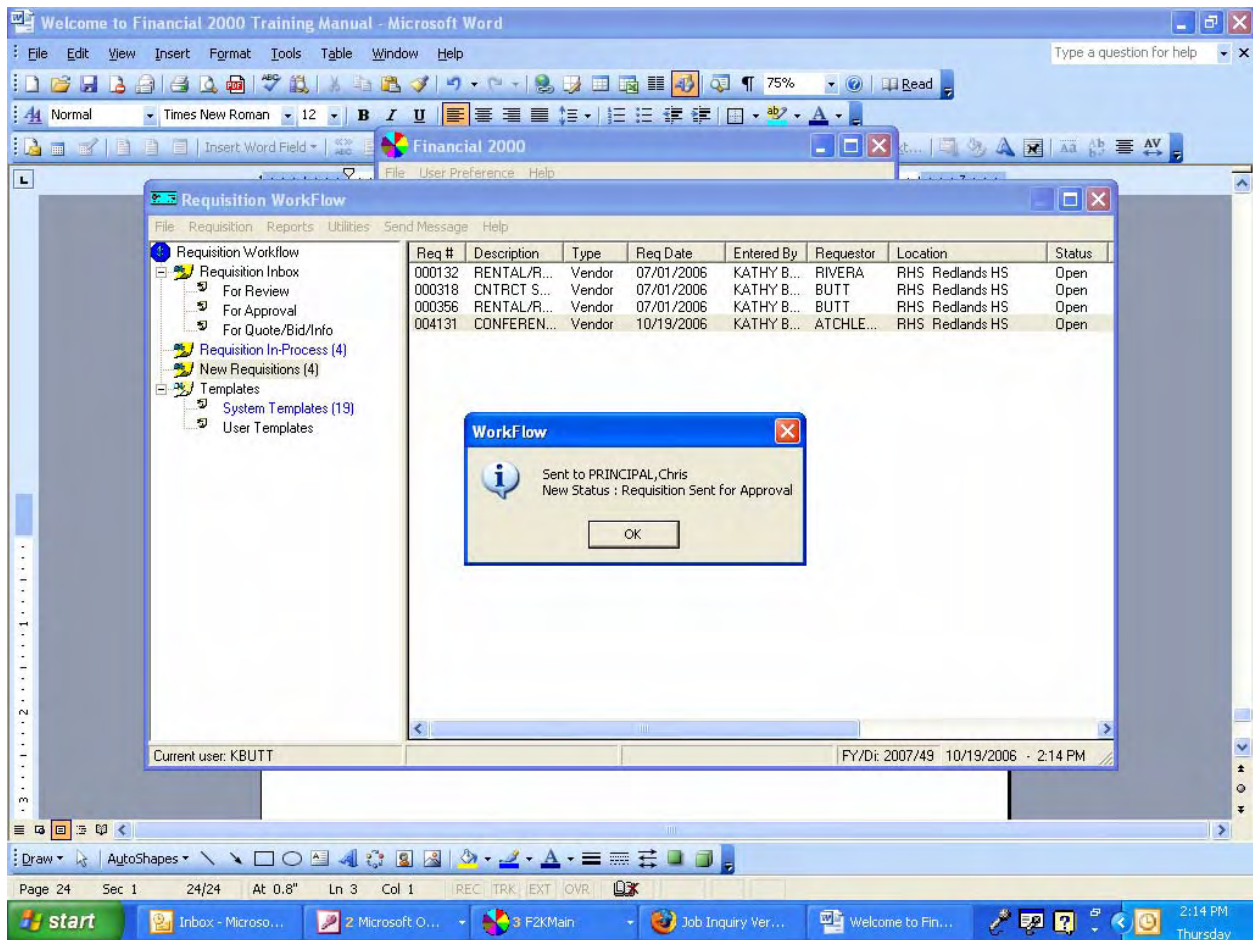 Welcome to Financial 2000 Training Manual - Microsoft Word
File Edit View Insert Format Tools Table Window Help
Type a question for help
75%
Read
Normal
Times New Roman
12
B I U
Insert Word Field
Financial 2000
File User Preference Help
Requisition WorkFlow
File Requisition Reports Utilities Send Message Help
Requisition Workflow
Requisition Inbox
For Review
For Approval
For Quote/Bid/Info
Requisition In-Process (4)
New Requisitions (4)
Templates
System Templates (19)
User Templates
Req # Description Type Req Date Entered By Requestor Location Status
000132 RENTAL/R... Vendor 07/01/2006 KATHY B... RIVERA RHS Redlands HS Open
000318 CNTRCT S... Vendor 07/01/2006 KATHY B... BUTT RHS Redlands HS Open
000356 RENTAL/R... Vendor 07/01/2006 KATHY B... BUTT RHS Redlands HS Open
004131 CONFEREN... Vendor 10/19/2006 KATHY B... ATCHLE... RHS Redlands HS Open
WorkFlow
Sent to PRINCIPAL,Chris
New Status : Requisition Sent for Approval
OK
Current user: KBUTT
FY/Di: 2007/49 10/19/2006 - 2:14 PM
Draw AutoShapes
Page 24 Sec 1 24/24 At 0.8" Ln 3 Col 1 REC TRK EXT OVR
start
Inbox - Microso...
2 Microsoft O...
3 F2KMain
Job Inquiry Ver...
Welcome to Fin...
2:14 PM
Thursday